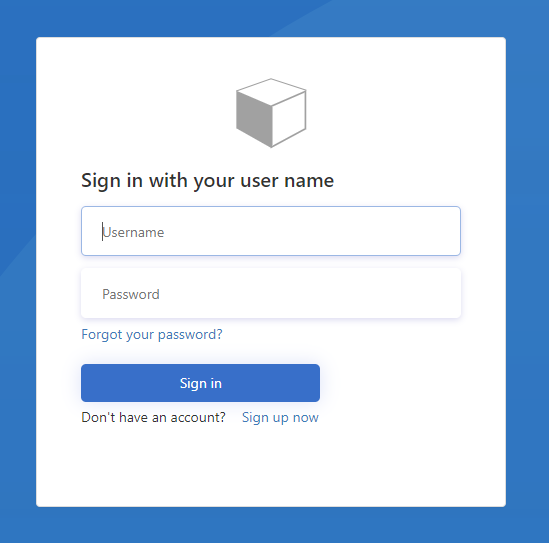 Sign in with your user name
Username
Password
Forgot your password?
Sign in
Don't have an account? Sign up now